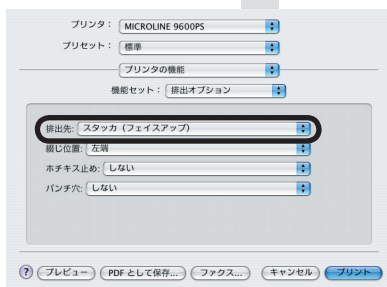 プリンタ： MICROLINE 9600PS
プリセット： 標準
プリンタの機能
機能セット： 排出オプション
排出先: スタッカ（フェイスアップ）
綴じ位置: 左端
ホチキス止め: しない
パンチ穴: しない
? プレビュー PDF として保存... ファクス... キャンセル プリント